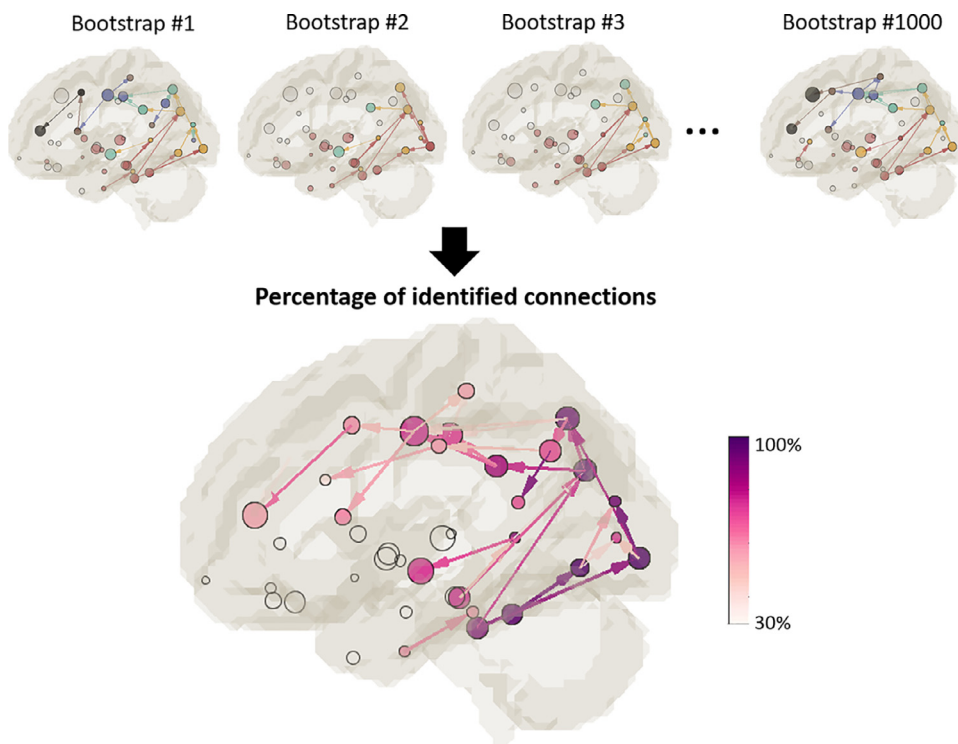 Bootstrap #1
Bootstrap #2
Bootstrap #3
Bootstrap #1000
...
Percentage of identified connections
100%
30%